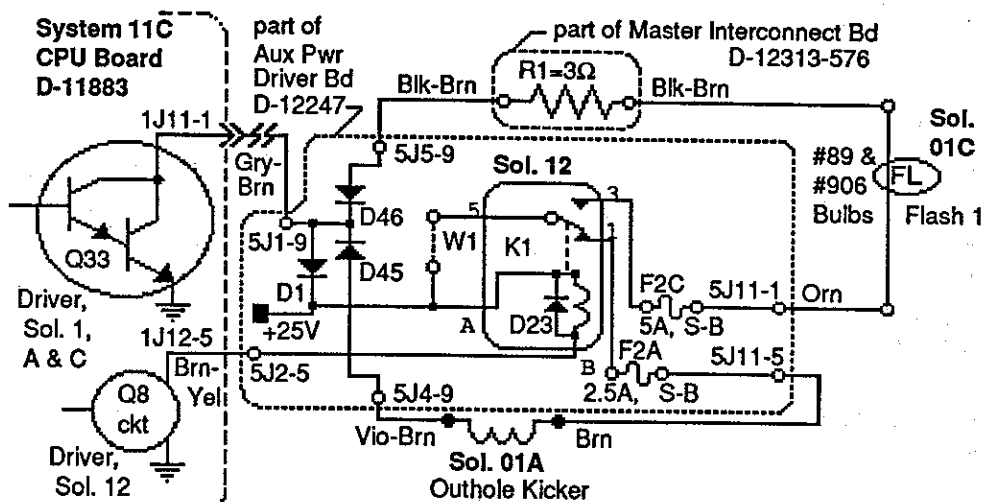 System 11C
CPU Board
D-11883
part of
Aux Pwr
Driver Bd
D-12247
part of Master Interconnect Bd
D-12313-576
R1=3Ω
Blk-Brn
Blk-Brn
1J11-1
Gry-
Brn
5J5-9
Sol. 12
Sol.
01C
#89 &
#906
Bulbs
FL
Flash 1
Q33
5J1-9
D46
D45
W1
5
K1
3
1
D1
+25V
A
D23
F2C
5A, S-B
5J11-1
Orn
Driver,
Sol. 1,
A & C
1J12-5
Brn-
Yel
5J2-5
B
F2A
2.5A, S-B
5J11-5
Q8
ckt
5J4-9
Vio-Brn
Brn
Driver,
Sol. 12
Sol. 01A
Outhole Kicker